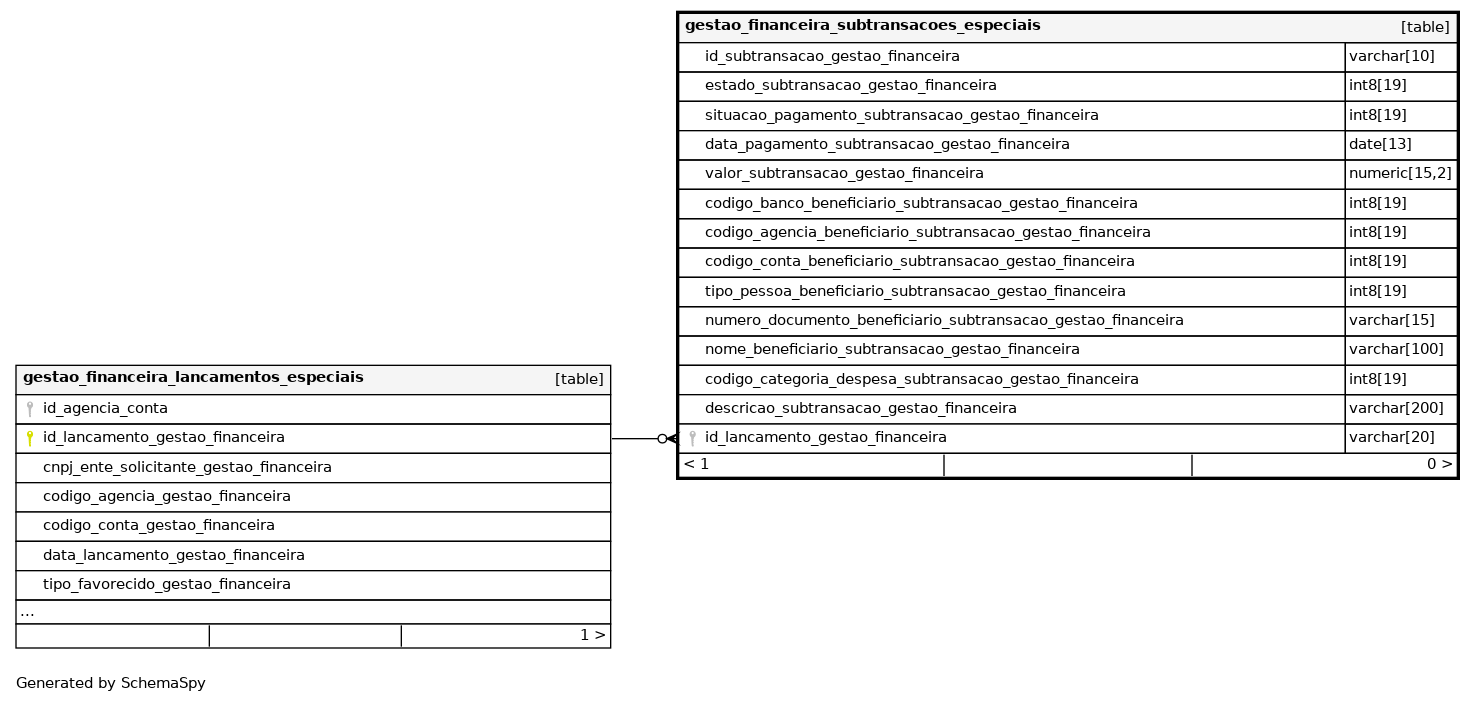 gestao_financeira_subtransacoes_especiais [table]
id_subtransacao_gestao_financeira varchar[10]
estado_subtransacao_gestao_financeira int8[19]
situacao_pagamento_subtransacao_gestao_financeira int8[19]
data_pagamento_subtransacao_gestao_financeira date[13]
valor_subtransacao_gestao_financeira numeric[15,2]
codigo_banco_beneficiario_subtransacao_gestao_financeira int8[19]
codigo_agencia_beneficiario_subtransacao_gestao_financeira int8[19]
codigo_conta_beneficiario_subtransacao_gestao_financeira int8[19]
tipo_pessoa_beneficiario_subtransacao_gestao_financeira int8[19]
numero_documento_beneficiario_subtransacao_gestao_financeira varchar[15]
nome_beneficiario_subtransacao_gestao_financeira varchar[100]
codigo_categoria_despesa_subtransacao_gestao_financeira int8[19]
descricao_subtransacao_gestao_financeira varchar[200]
id_lancamento_gestao_financeira varchar[20]
< 1 0 >
gestao_financeira_lancamentos_especiais [table]
id_agencia_conta
id_lancamento_gestao_financeira
cnpj_ente_solicitante_gestao_financeira
codigo_agencia_gestao_financeira
codigo_conta_gestao_financeira
data_lancamento_gestao_financeira
tipo_favorecido_gestao_financeira
...
1 >
Generated by SchemaSpy